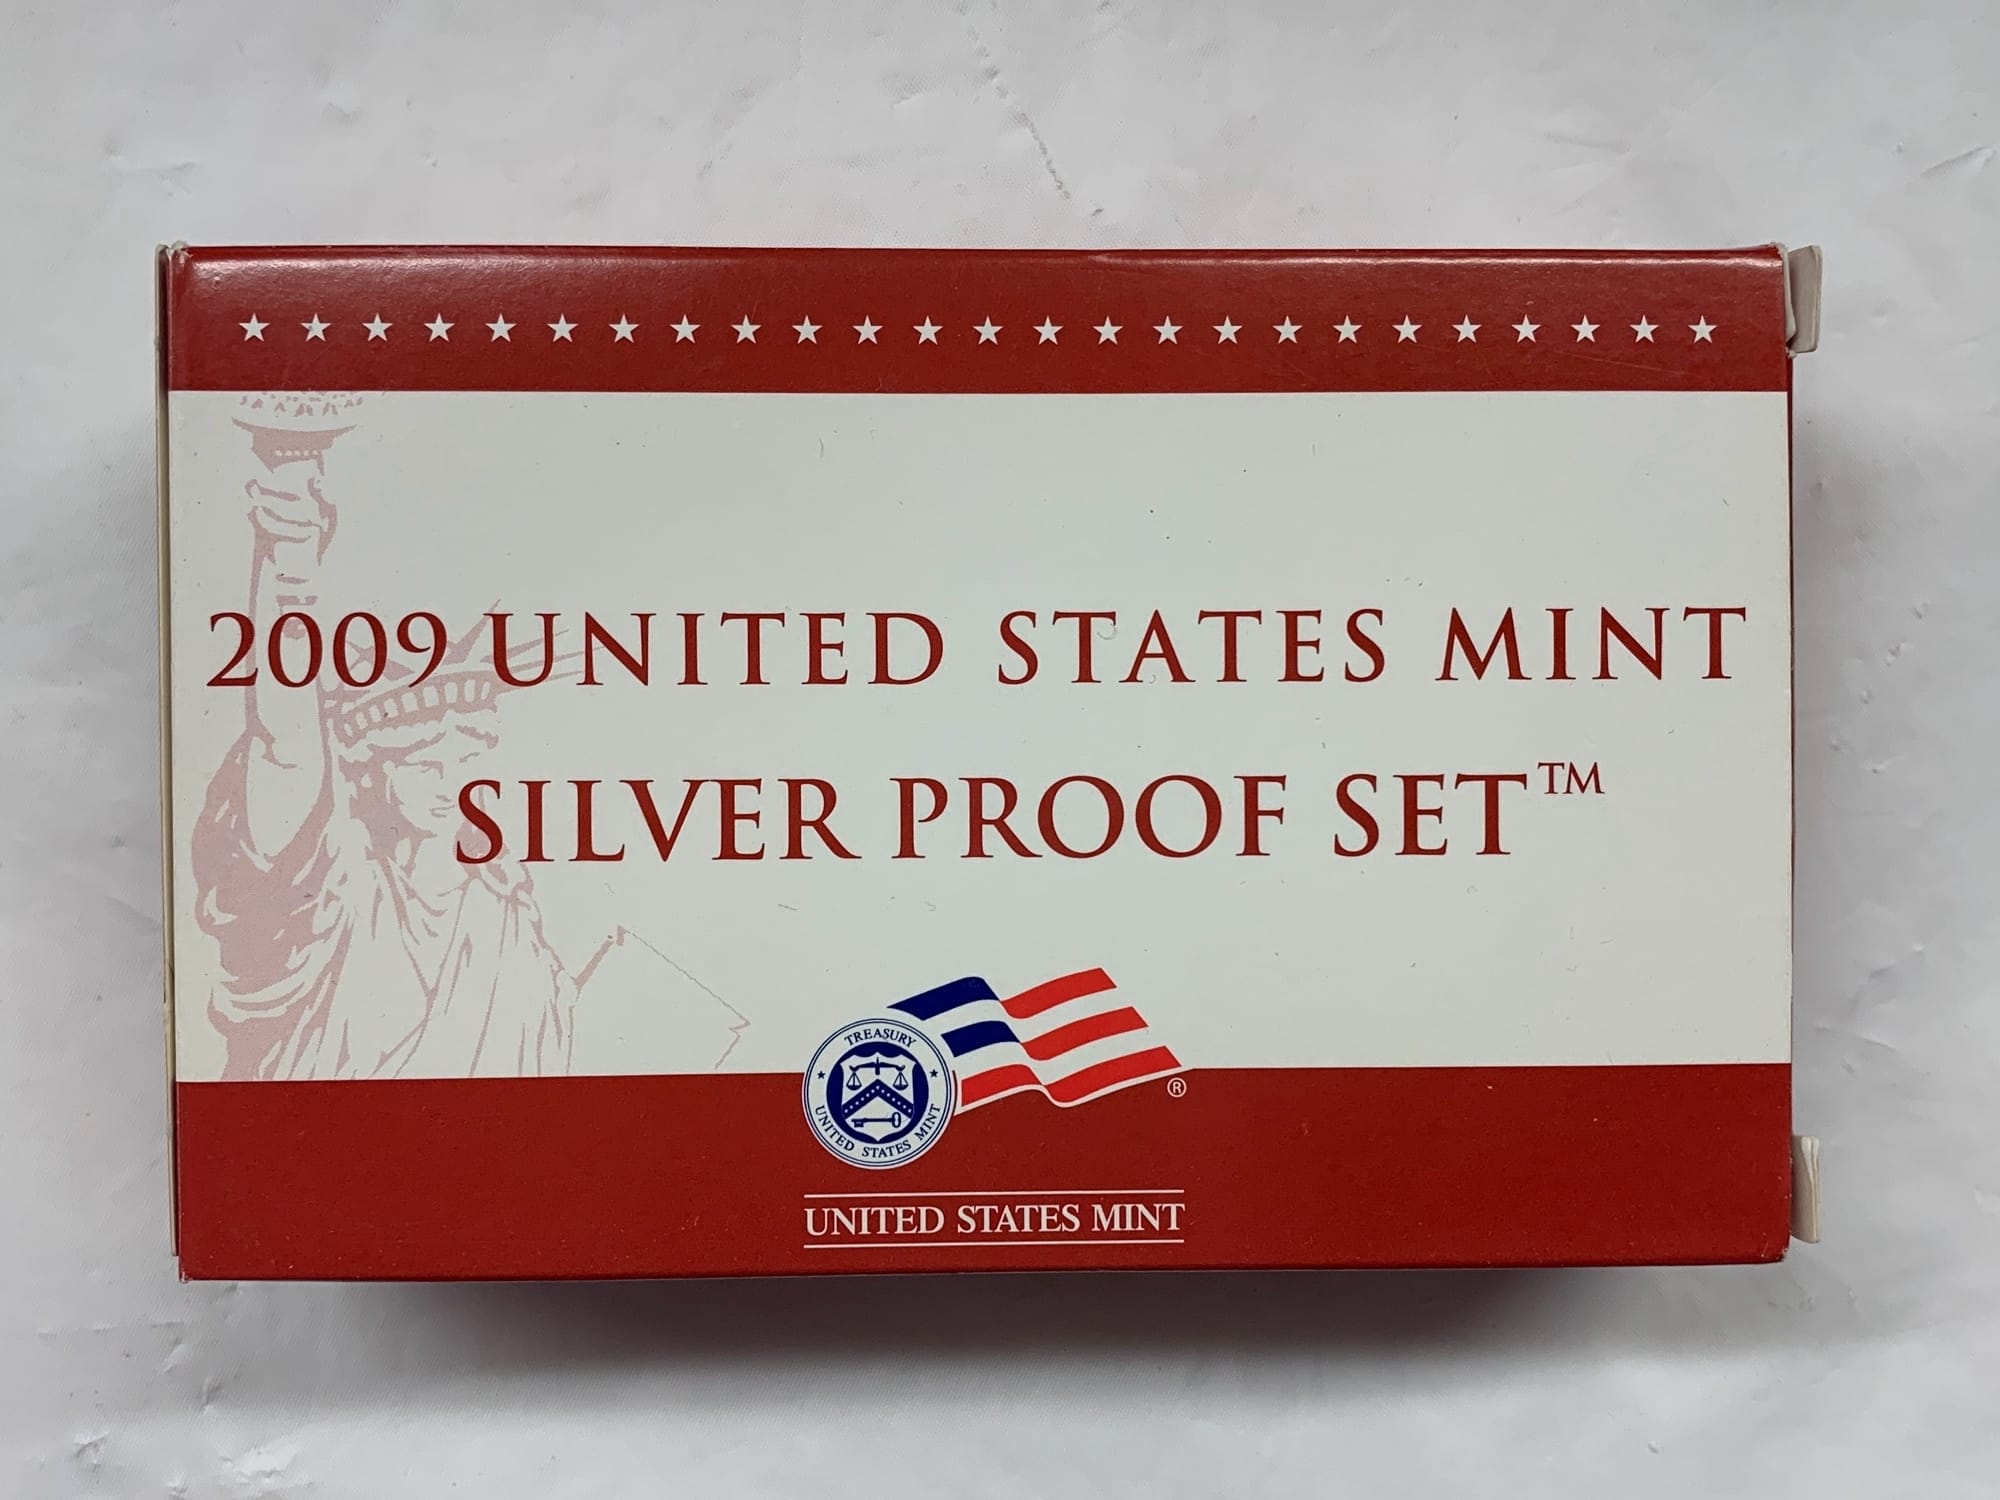 2009 UNITED STATES MINT
SILVER PROOF SET™
TREASURY
UNITED STATES MINT
®
UNITED STATES MINT